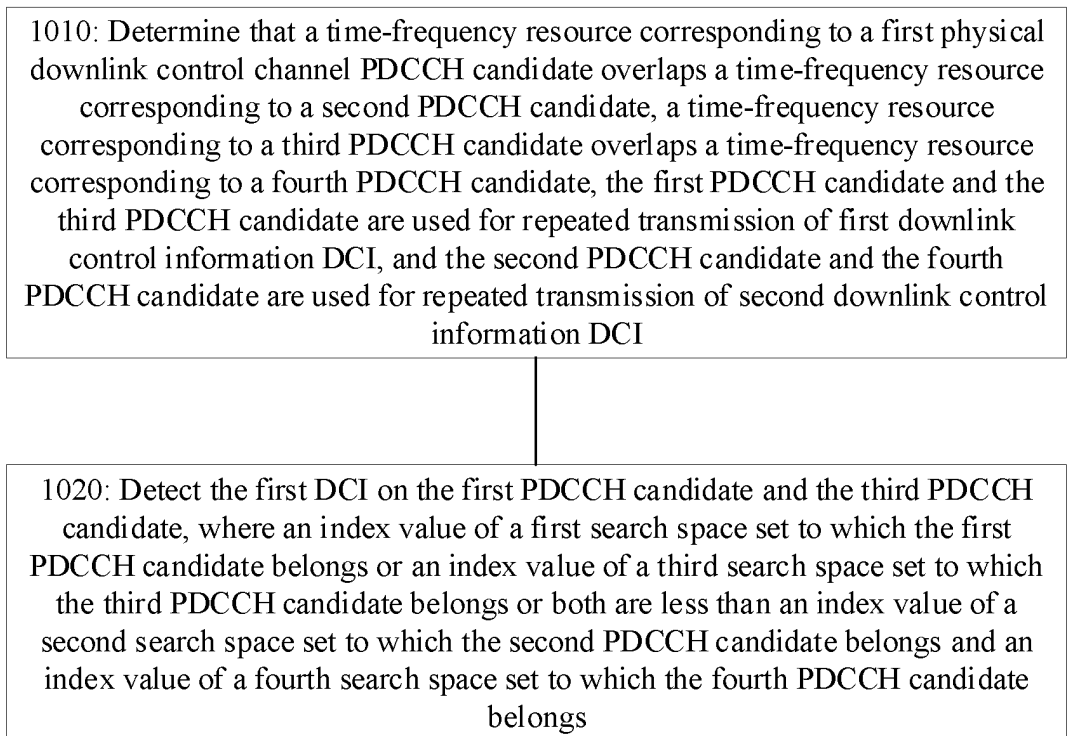 1010: Determine that a time-frequency resource corresponding to a first physical
downlink control channel PDCCH candidate overlaps a time-frequency resource
corresponding to a second PDCCH candidate, a time-frequency resource
corresponding to a third PDCCH candidate overlaps a time-frequency resource
corresponding to a fourth PDCCH candidate, the first PDCCH candidate and the
third PDCCH candidate are used for repeated transmission of first downlink
control information DCI, and the second PDCCH candidate and the fourth
PDCCH candidate are used for repeated transmission of second downlink control
information DCI
1020: Detect the first DCI on the first PDCCH candidate and the third PDCCH
candidate, where an index value of a first search space set to which the first
PDCCH candidate belongs or an index value of a third search space set to which
the third PDCCH candidate belongs or both are less than an index value of a
second search space set to which the second PDCCH candidate belongs and an
index value of a fourth search space set to which the fourth PDCCH candidate
belongs